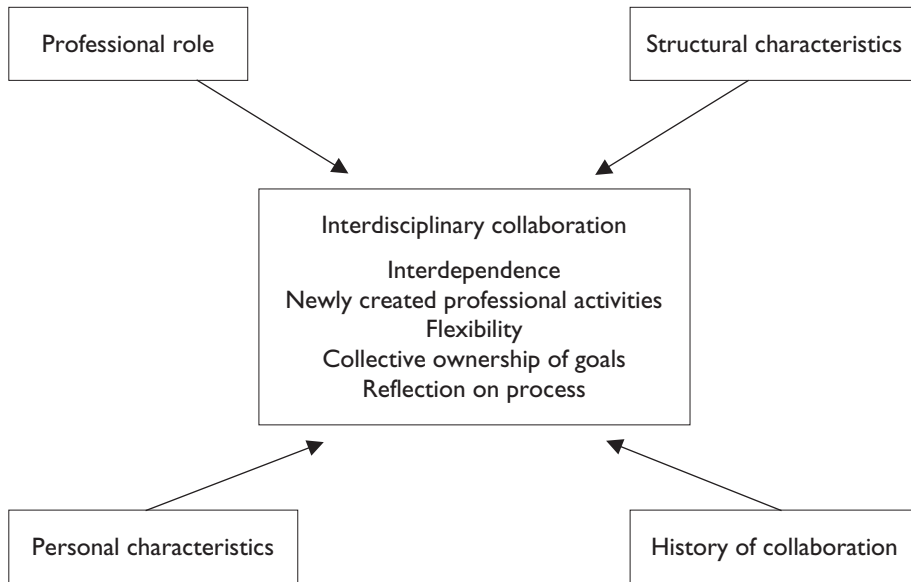 Professional role
Structural characteristics
Interdisciplinary collaboration
Interdependence
Newly created professional activities
Flexibility
Collective ownership of goals
Reflection on process
Personal characteristics
History of collaboration